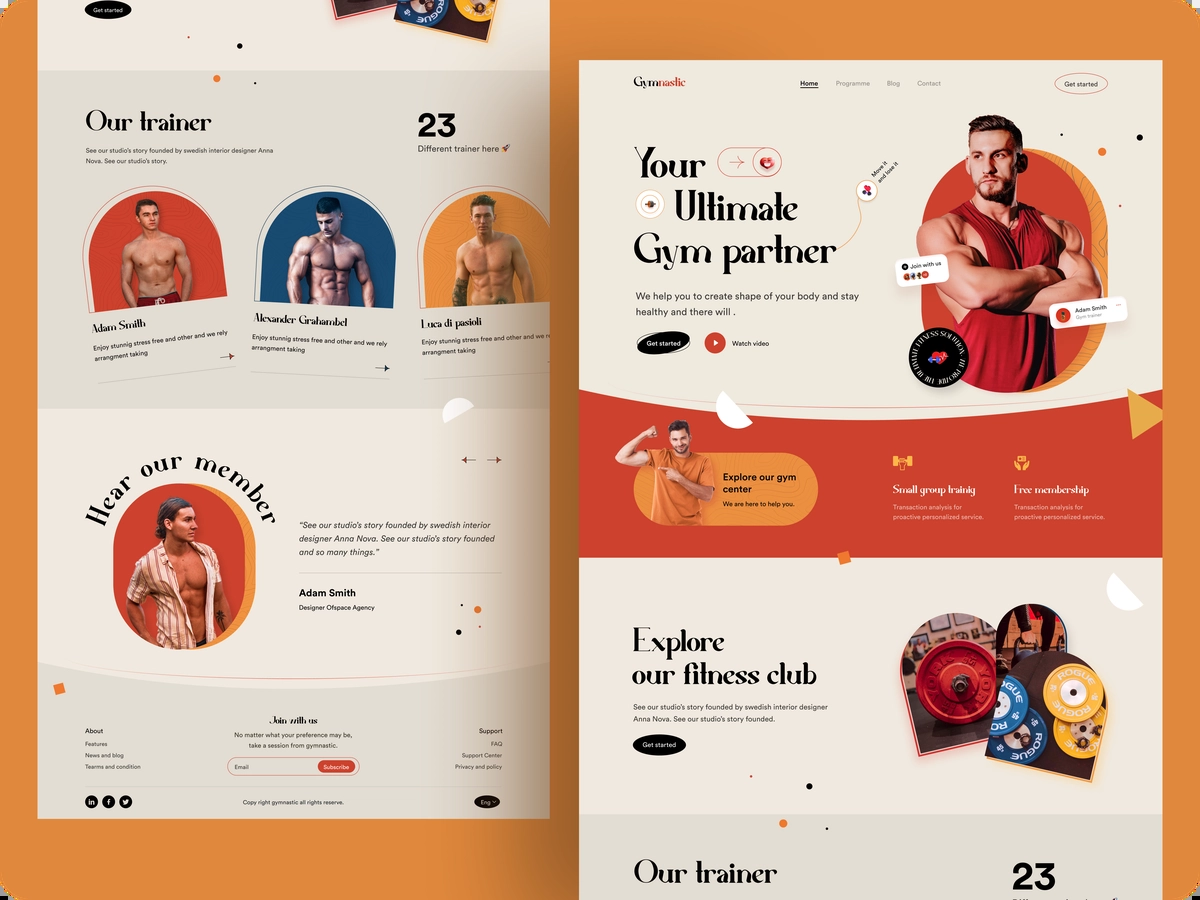 Get started
Our trainer
See our studio's story founded by swedish interior designer Anna
Nova. See our studio's story.
23
Different trainer here 🚀
Adam Smith
Enjoy stunnig stress free and other and we rely
arrangment taking
Alexander Grahambel
Enjoy stunnig stress free and other and we rely
arrangment taking
Luca di pasioli
Enjoy stunnig stress free and other and we
arrangment taking
Hear our member
"See our studio's story founded by swedish interior
designer Anna Nova. See our studio's story founded
and so many things."
Adam Smith
Designer Ofspace Agency
About
Features
News and blog
Tearms and condition
Join with us
No matter what your preference may be,
take a session from gymnastic.
Email
Subscribe
Support
FAQ
Support Center
Privacy and policy
Copy right gymnastic all rights reserve.
Eng
Gymnastic
Home
Programme
Blog
Contact
Get started
Your
Ultimate
Gym partner
Move it
and lose it
We help you to create shape of your body and stay
healthy and there will .
Get started
Watch video
Join with us
Adam Smith
Gym trainer
Explore our gym
center
We are here to help you.
Small group trainig
Transaction analysis for
proactive personalized service.
Free membership
Transaction analysis for
proactive personalized service.
Explore
our fitness club
See our studio's story founded by swedish interior designer
Anna Nova. See our studio's story founded.
Get started
ROGUE
ROGUE
ROGUE
Our trainer
23